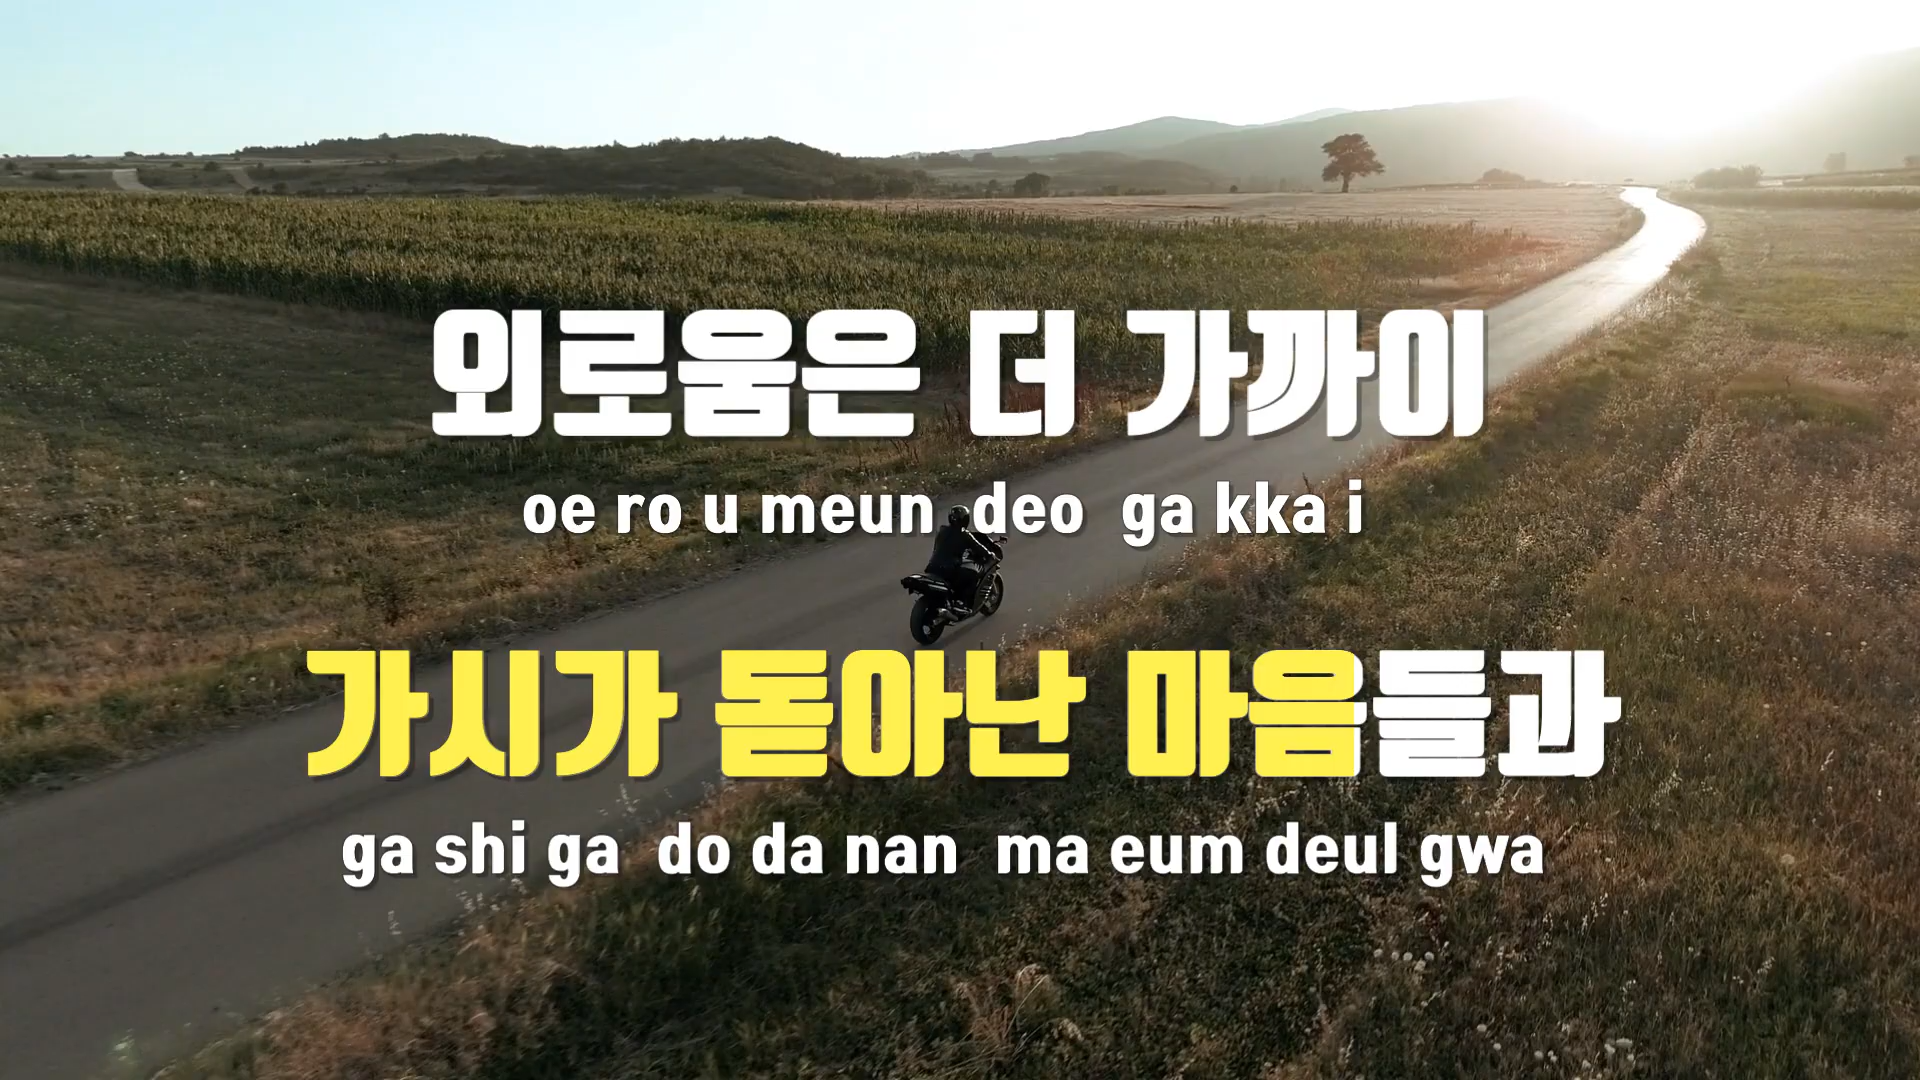 외로움은 더 가까이
oe ro u meun deo ga kka i
가시가 돋아난 마음들과
ga shi ga do da nan ma eum deul gwa